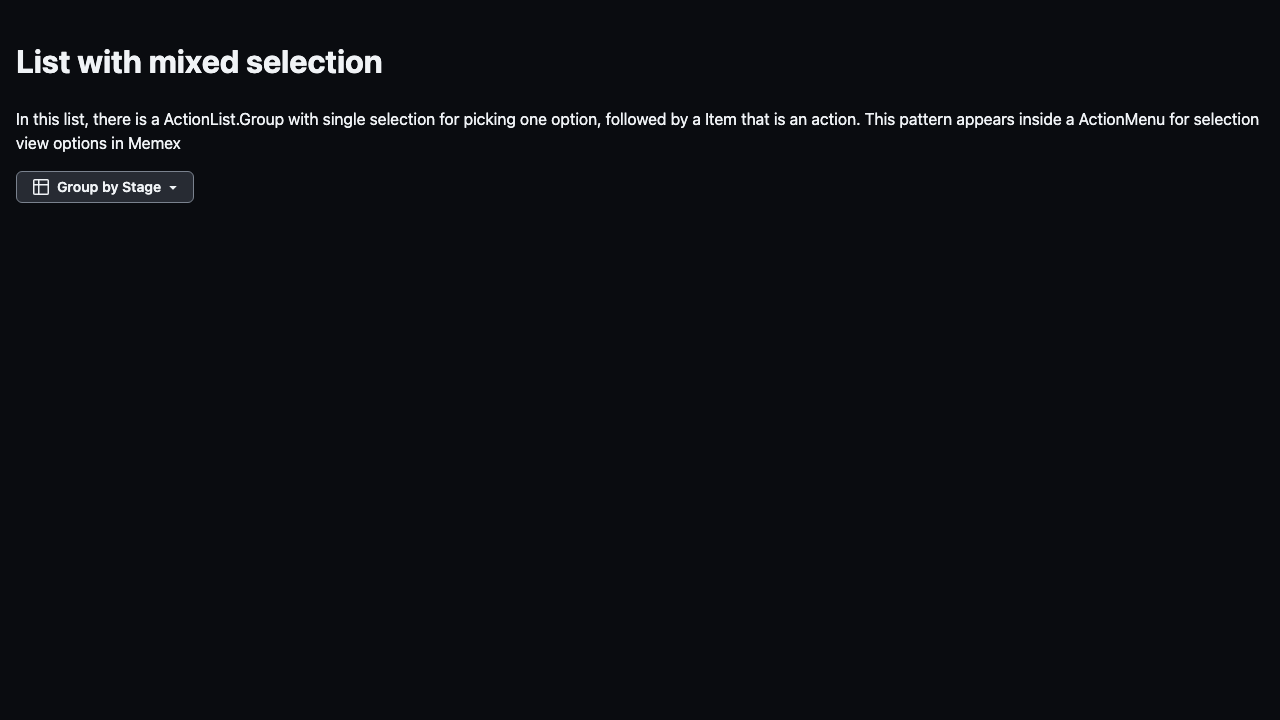 List with mixed selection
In this list, there is a ActionList.Group with single selection for picking one option, followed by a Item that is an action. This pattern appears inside a ActionMenu for selection
view options in Memex
Group by Stage